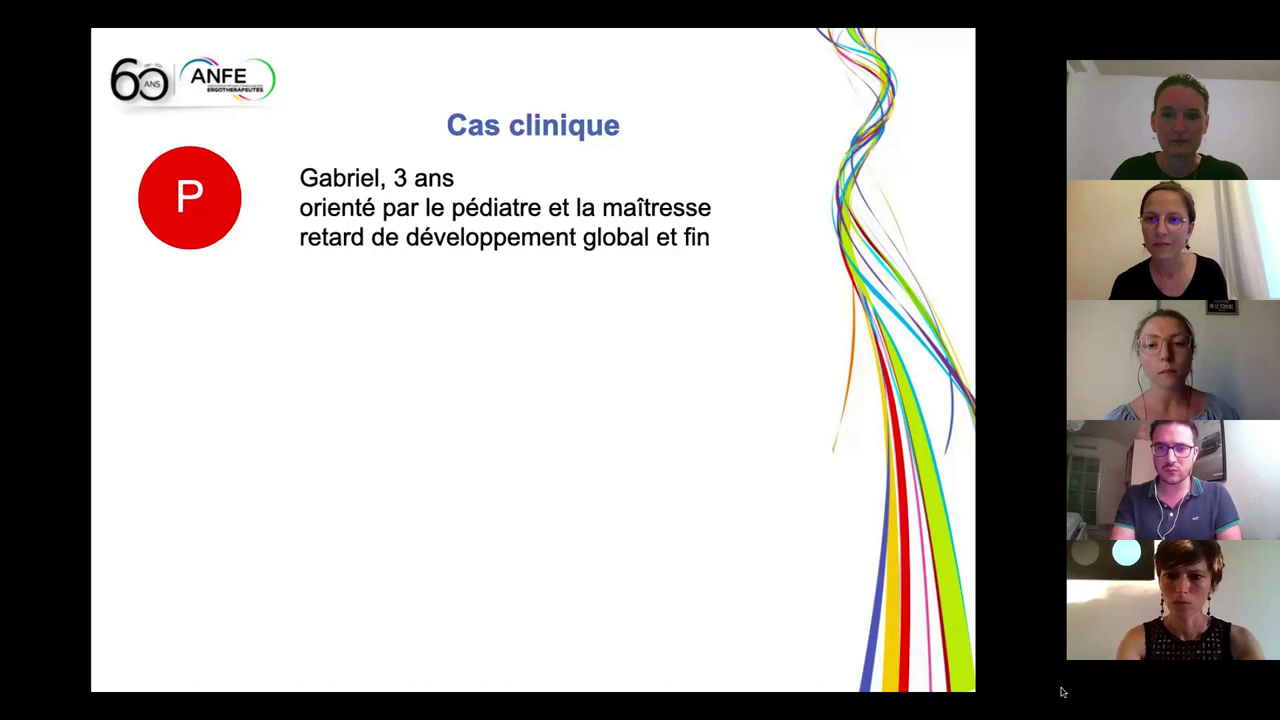 60 ANS
ANFE
ERGOTHERAPEUTES
Cas clinique
P
Gabriel, 3 ans
orienté par le pédiatre et la maîtresse
retard de développement global et fin